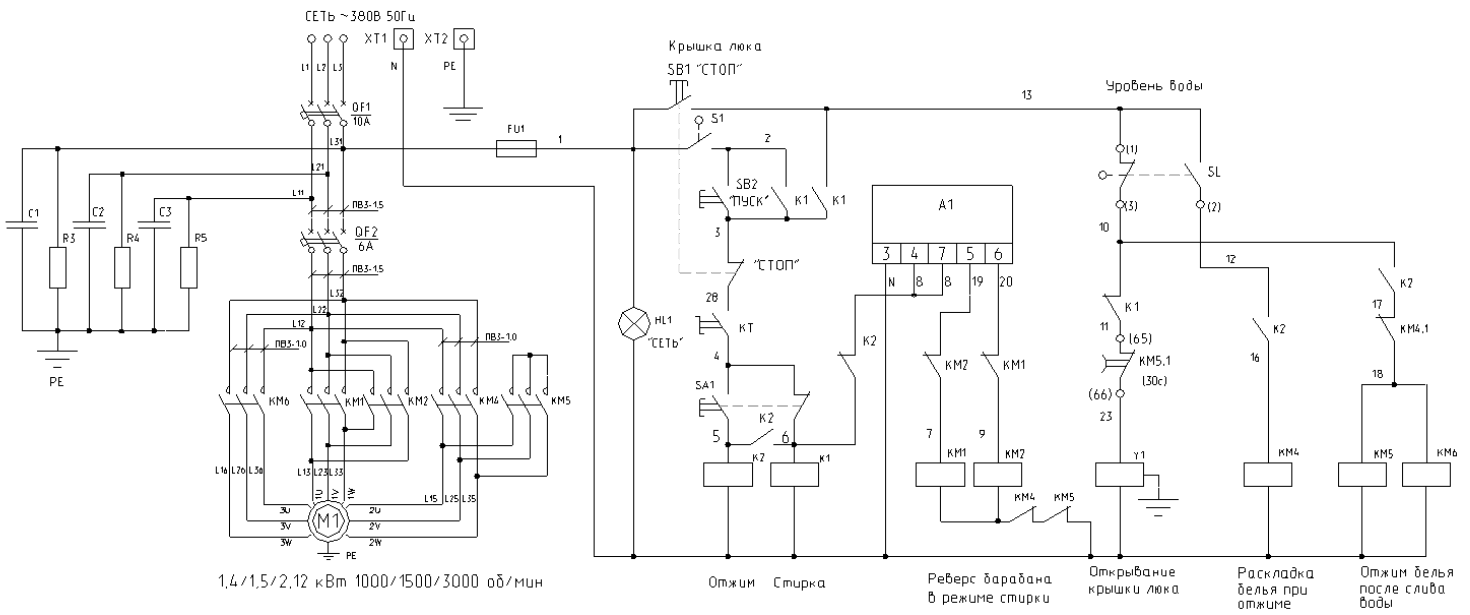 СЕТЬ ~380В 50Гц
XT1
XT2
L1
L2
L3
N
PE
QF1
10А
Крышка люка
SB1 "СТОП"
13
Уровень воды
FU1
1
S1
2
L31
L21
L11
ПВ3-1,5
QF2
6А
ПВ3-1,5
C1
C2
C3
R3
R4
R5
PE
SB2
"ПУСК"
K1
K1
3
"СТОП"
28
КТ
4
SA1
K2
5
6
K2
K1
HL1
"СЕТЬ"
A1
3
4
7
5
6
N
8
8
19
20
K2
KM2
KM1
7
9
KM1
KM2
KM4
KM5
(1)
(3)
SL
(2)
10
12
K1
11
(65)
KM5.1
(30с)
(66)
23
Y1
K2
16
KM4
K2
17
KM4.1
18
KM5
KM6
L32
L22
L12
ПВ3-1.0
ПВ3-1.0
KM6
KM1
KM2
KM4
KM5
L16
L26
L36
L13
L23
L33
L15
L25
L35
1U
1V
1W
3U
3V
3W
M1
2U
2V
2W
PE
1,4/1,5/2,12 кВт 1000/1500/3000 об/мин
Отжим
Стирка
Реверс барабана
в режиме стирки
Открывание
крышки люка
Раскладка
белья при
отжиме
Отжим белья
после слива
воды